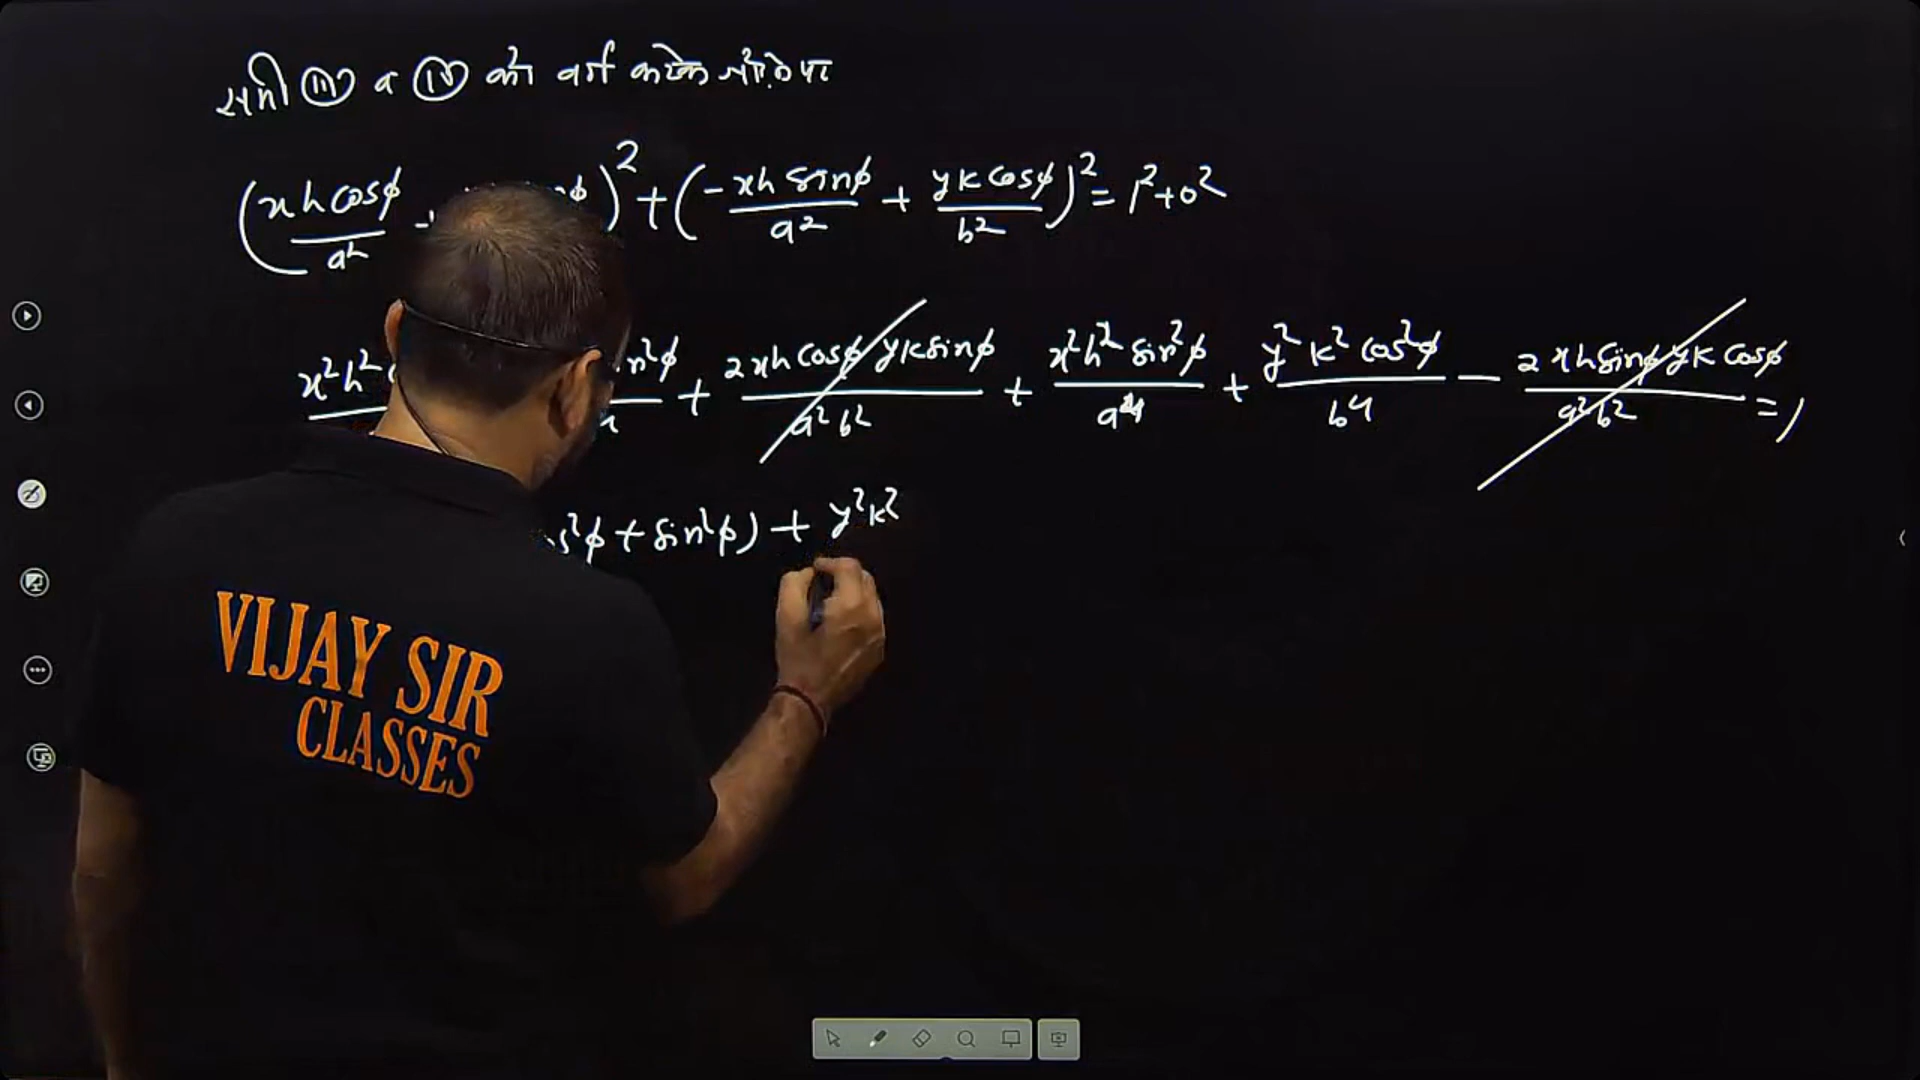 समी (III) व (IV) को वर्ग करके जोड़ने पर
(xh cosφ/a² + φ)² + (-xh sinφ/a² + yk cosφ/b²)² = 1² + 0²
x²h² n²φ + 2xh cosφ yk sinφ/a²b² + x²h² sin²φ/a⁴ + y²k² cos²φ/b⁴ - 2xh sinφ yk cosφ/a²b² = 1
s²φ + sin²φ) + y²k²
VIJAY SIR
CLASSES